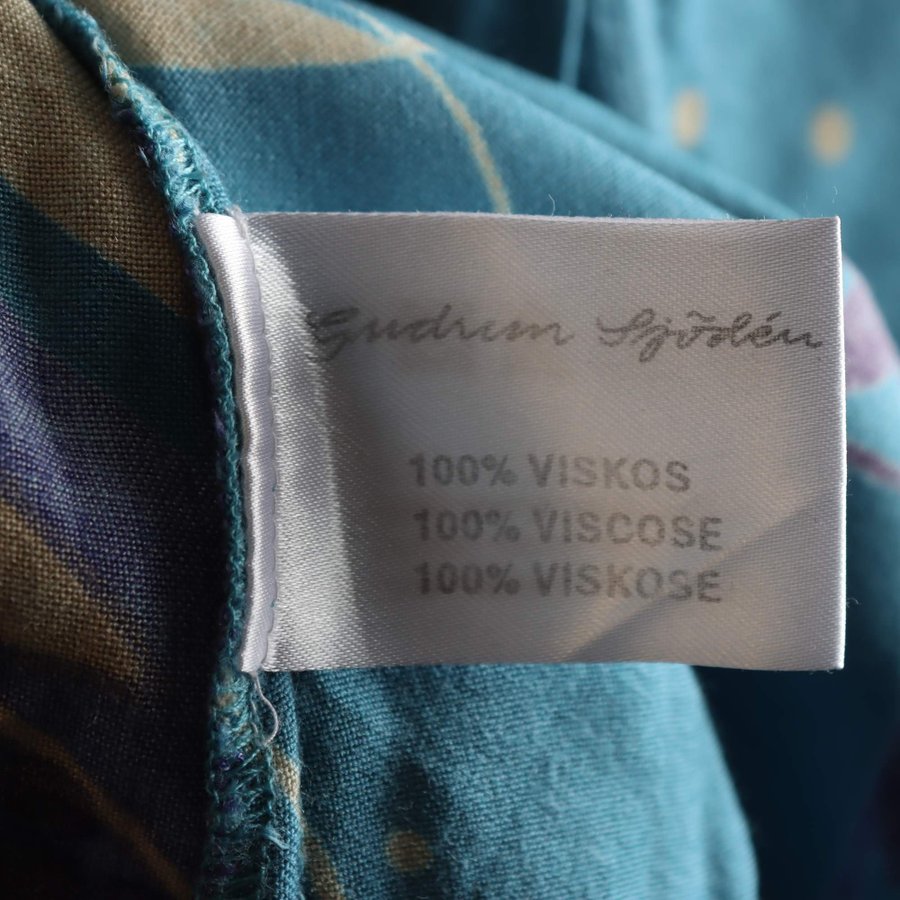 Gudrun Sjödén
100% VISKOS
100% VISCOSE
100% VISKOSE